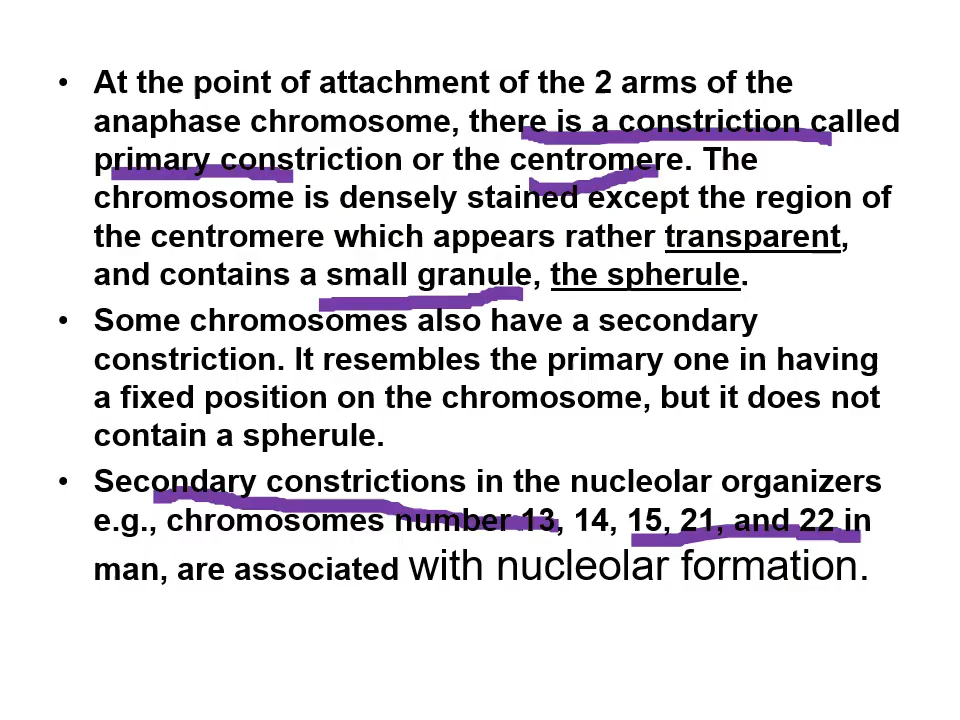 • At the point of attachment of the 2 arms of the
anaphase chromosome, there is a constriction called
primary constriction or the centromere. The
chromosome is densely stained except the region of
the centromere which appears rather transparent,
and contains a small granule, the spherule.
• Some chromosomes also have a secondary
constriction. It resembles the primary one in having
a fixed position on the chromosome, but it does not
contain a spherule.
• Secondary constrictions in the nucleolar organizers
e.g., chromosomes number 13, 14, 15, 21, and 22 in
man, are associated with nucleolar formation.